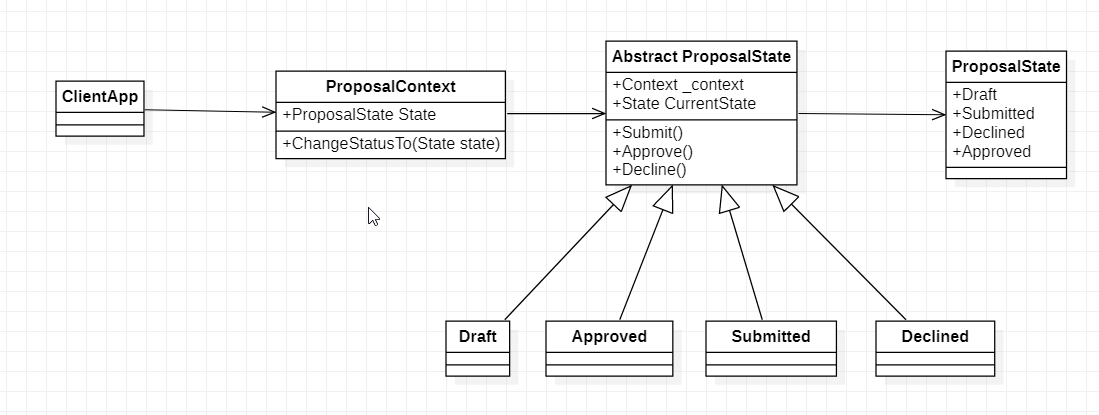 ClientApp
ProposalContext
+ProposalState State
+ChangeStatusTo(State state)
Abstract ProposalState
+Context _context
+State CurrentState
+Submit()
+Approve()
+Decline()
ProposalState
+Draft
+Submitted
+Declined
+Approved
Draft
Approved
Submitted
Declined